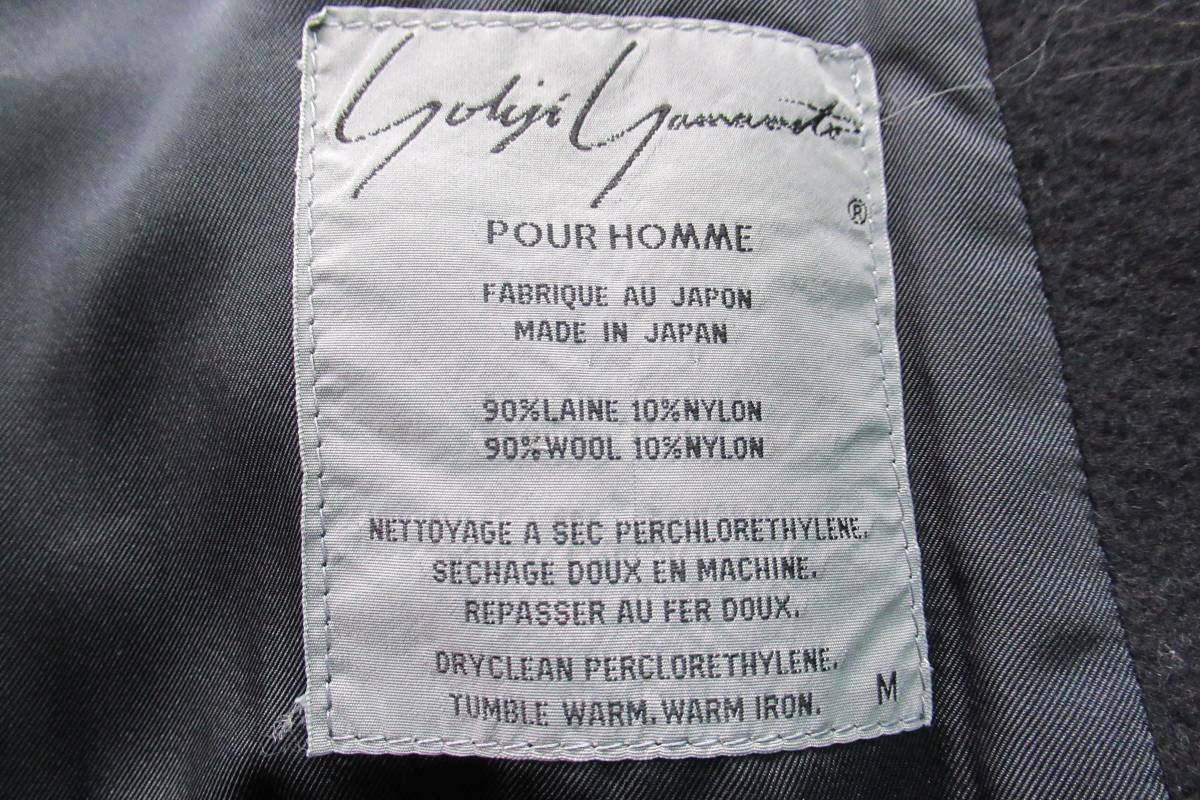 Yohji Yamamoto
®
POUR HOMME
FABRIQUE AU JAPON
MADE IN JAPAN
90%LAINE 10%NYLON
90%WOOL 10%NYLON
NETTOYAGE A SEC PERCHLORETHYLENE.
SECHAGE DOUX EN MACHINE.
REPASSER AU FER DOUX.
DRYCLEAN PERCLORETHYLENE.
TUMBLE WARM. WARM IRON.
M